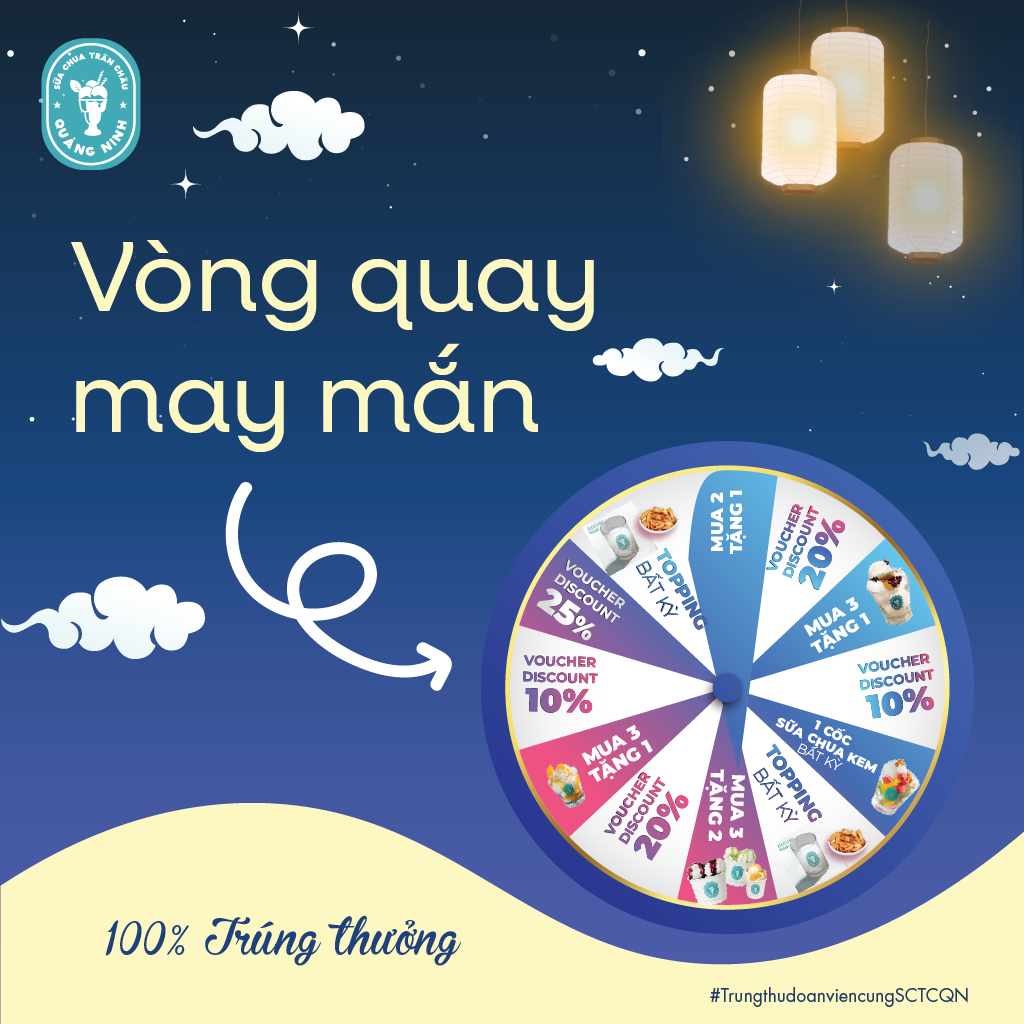 SỮA CHUA TRÂN CHÂU
QUẢNG NINH
Vòng quay
may mắn
MUA 2
TẶNG 1
VOUCHER
DISCOUNT
20%
MUA 3
TẶNG 1
VOUCHER
DISCOUNT
10%
1 CỐC
SỮA CHUA KEM
BẤT KỲ
TOPPING
BẤT KỲ
MUA 3
TẶNG 2
VOUCHER
DISCOUNT
20%
MUA 3
TẶNG 1
VOUCHER
DISCOUNT
10%
VOUCHER
DISCOUNT
25%
TOPPING
BẤT KỲ
100% Trúng thưởng
#TrungthudoanviencungSCTCQN